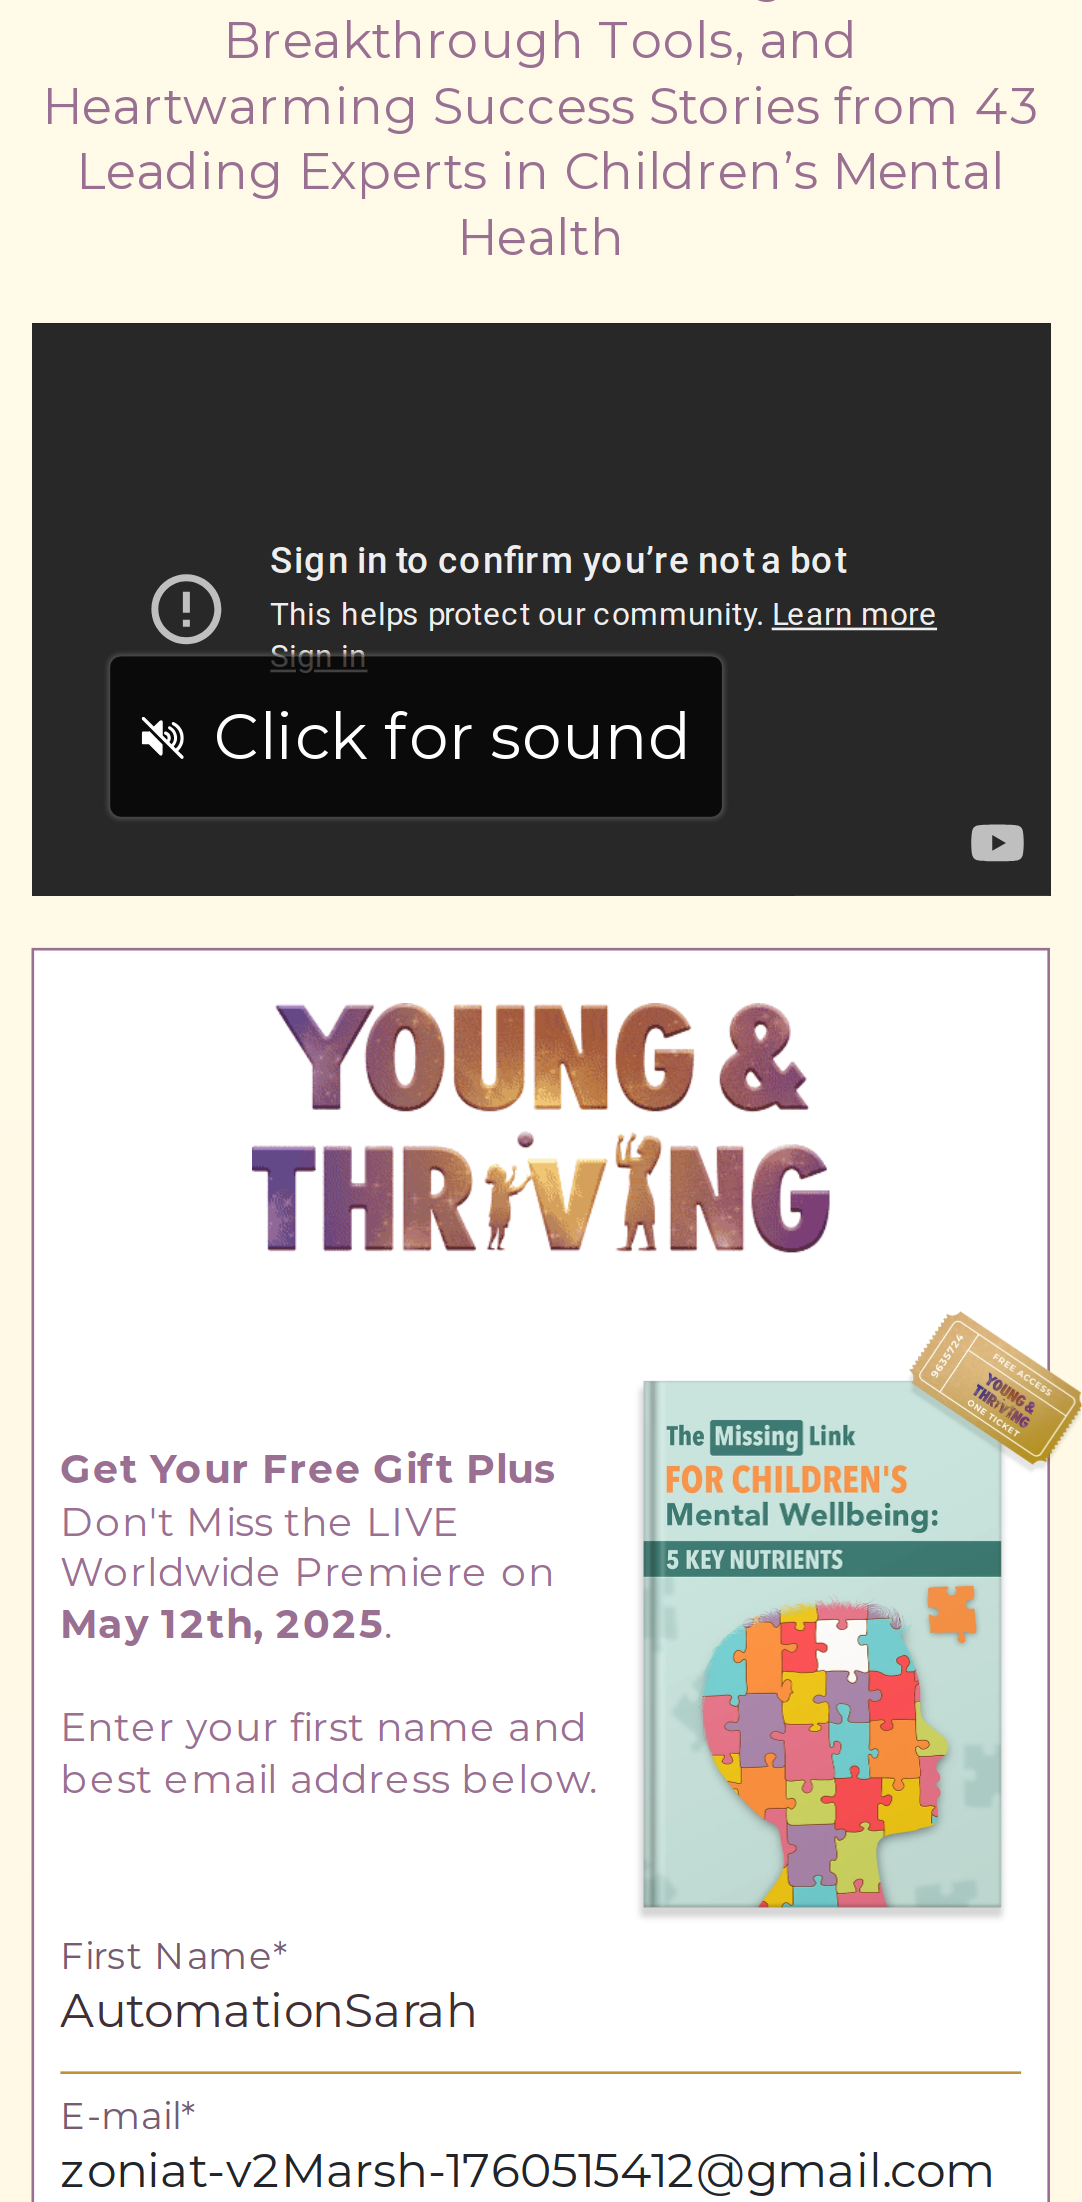 Breakthrough Tools, and
Heartwarming Success Stories from 43
Leading Experts in Children’s Mental
Health
Sign in to confirm you’re not a bot
This helps protect our community. Learn more
Sign in
Click for sound
YOUNG &
THRIVING
9635724
FREE ACCESS
YOUNG &
THRIVING
ONE TICKET
The Missing Link
FOR CHILDREN'S
Mental Wellbeing:
5 KEY NUTRIENTS
Get Your Free Gift Plus
Don't Miss the LIVE
Worldwide Premiere on
May 12th, 2025.
Enter your first name and
best email address below.
First Name*
AutomationSarah
E-mail*
zoniat-v2Marsh-1760515412@gmail.com